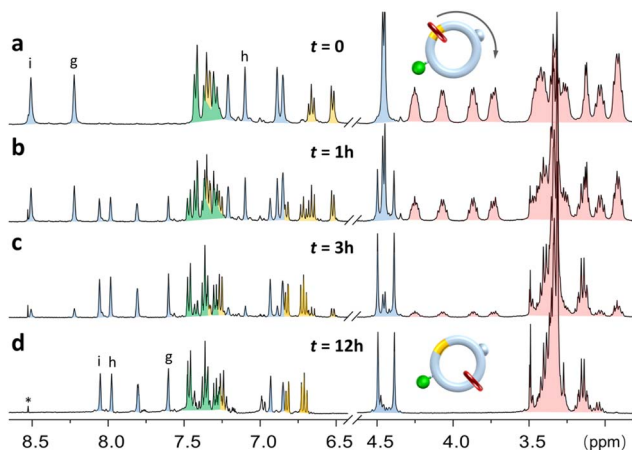 a
t = 0
i
g
h
b
t = 1h
c
t = 3h
d
t = 12h
i
h
g
*
8.5 8.0 7.5 7.0 6.5 4.5 4.0 3.5 (ppm)